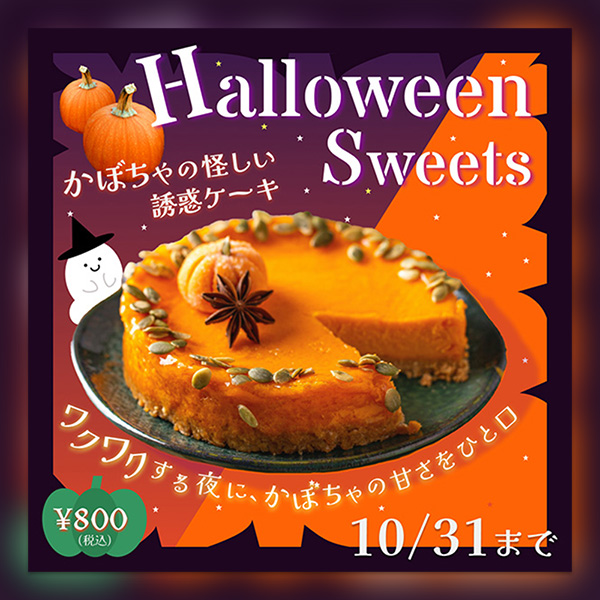 Halloween
Sweets
かぼちゃの怪しい
誘惑ケーキ
ワクワクする夜に、かぼちゃの甘さをひと口
¥800
(税込)
10/31まで